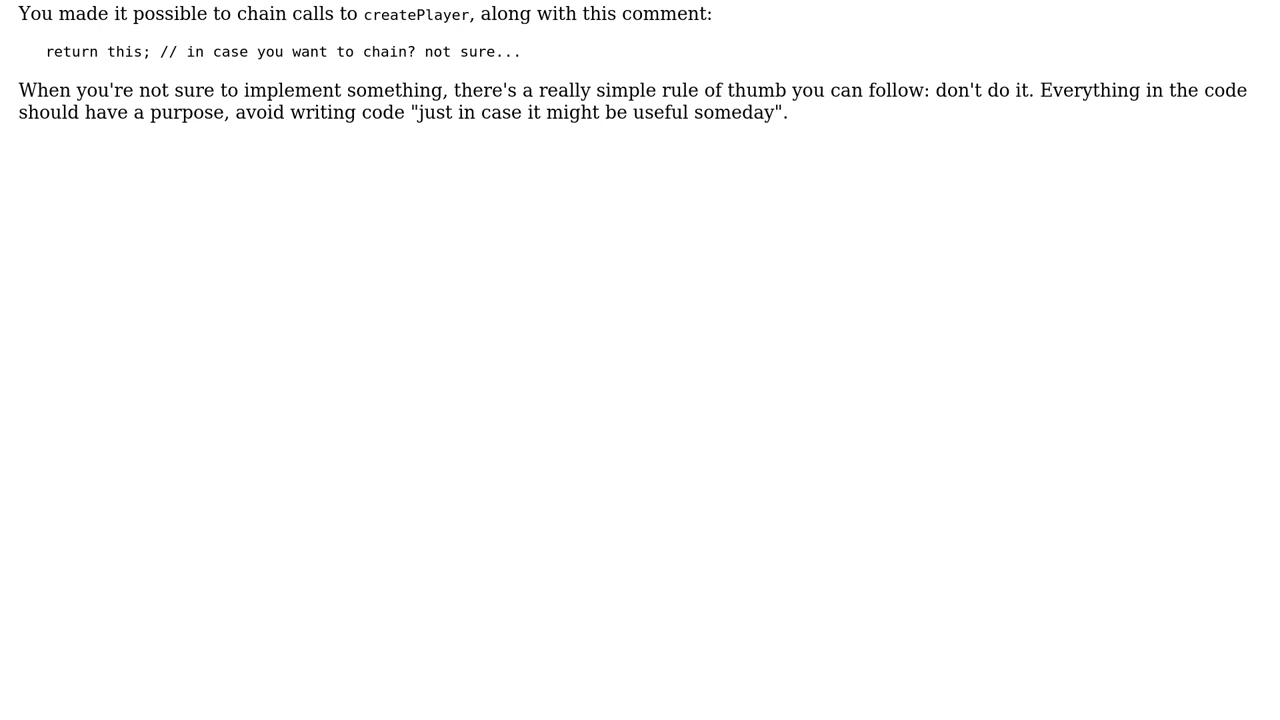 You made it possible to chain calls to createPlayer, along with this comment:
return this; // in case you want to chain? not sure...
When you're not sure to implement something, there's a really simple rule of thumb you can follow: don't do it. Everything in the code
should have a purpose, avoid writing code "just in case it might be useful someday".